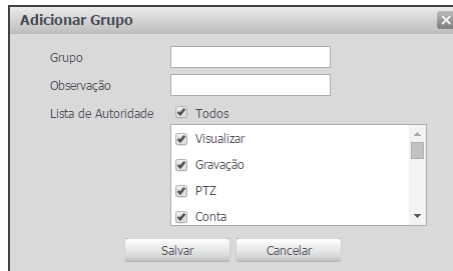 Adicionar Grupo
Grupo
Observação
Lista de Autoridade Todos
Visualizar
Gravação
PTZ
Conta
Salvar Cancelar